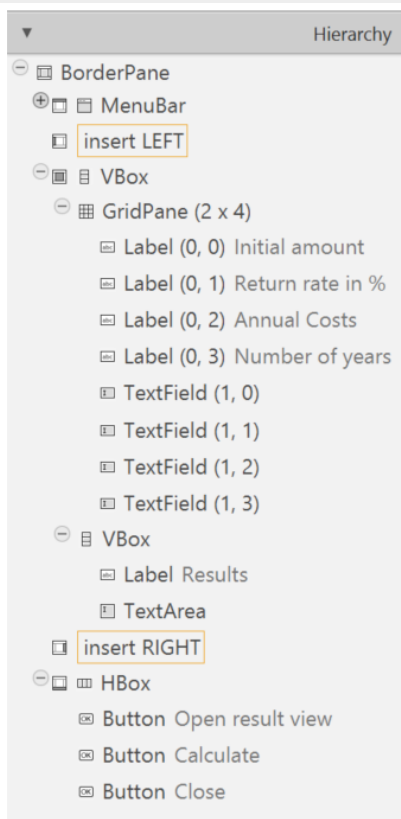 Hierarchy
BorderPane
MenuBar
insert LEFT
VBox
GridPane (2 x 4)
Label (0, 0) Initial amount
Label (0, 1) Return rate in %
Label (0, 2) Annual Costs
Label (0, 3) Number of years
TextField (1, 0)
TextField (1, 1)
TextField (1, 2)
TextField (1, 3)
VBox
Label Results
TextArea
insert RIGHT
HBox
Button Open result view
Button Calculate
Button Close